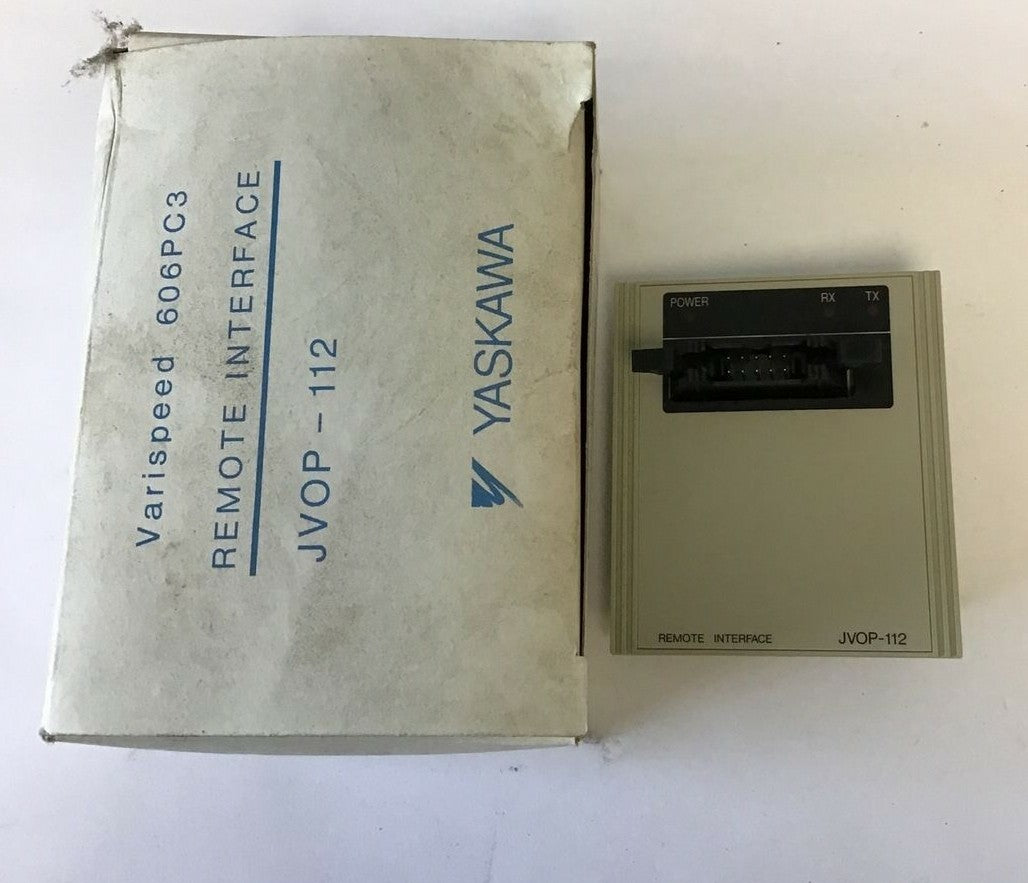 Varispeed 606PC3
REMOTE INTERFACE
JVOP-112
YASKAWA
POWER RX TX
REMOTE INTERFACE JVOP-112